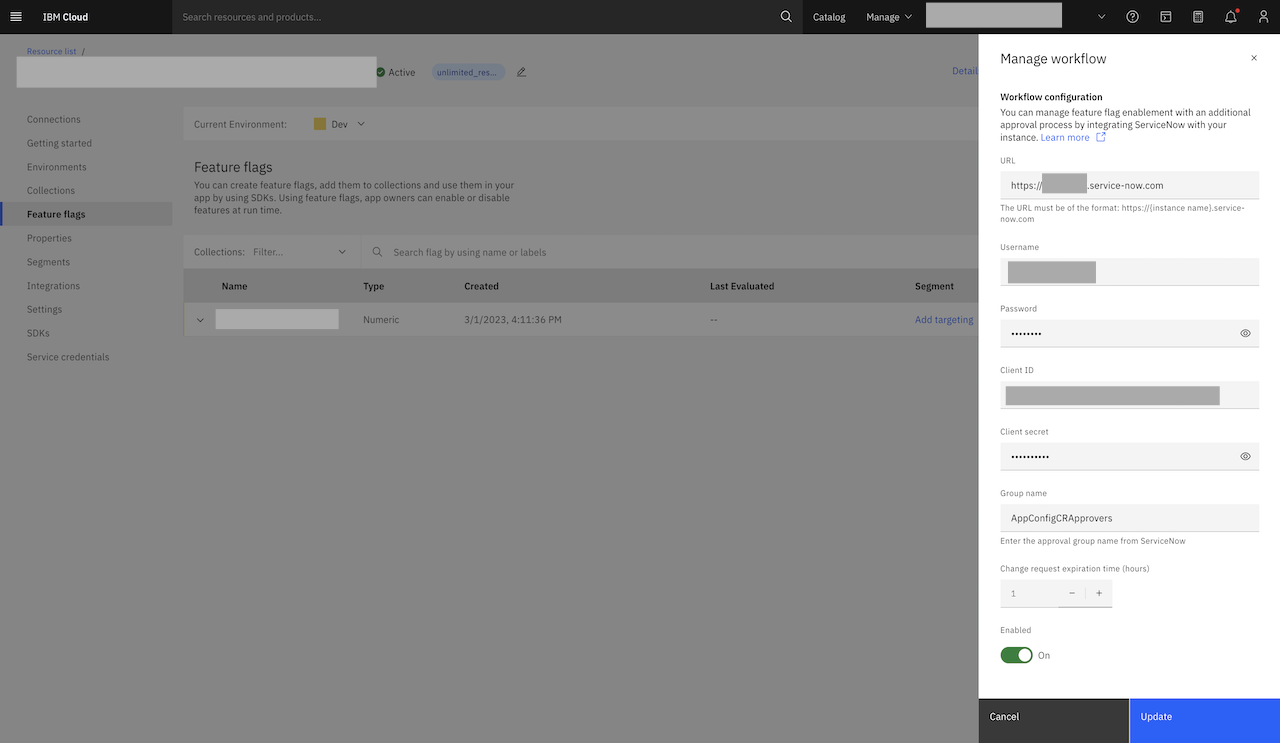 IBM Cloud
Search resources and products...
Catalog
Manage
Resource list /
Active
unlimited_res...
Detail
Connections
Getting started
Environments
Collections
Feature flags
Properties
Segments
Integrations
Settings
SDKs
Service credentials
Current Environment:
Dev
Feature flags
You can create feature flags, add them to collections and use them in your
app by using SDKs. Using feature flags, app owners can enable or disable
features at run time.
Collections: Filter...
Search flag by using name or labels
Name Type Created Last Evaluated Segment
Numeric 3/1/2023, 4:11:36 PM -- Add targeting
Manage workflow
Workflow configuration
You can manage feature flag enablement with an additional
approval process by integrating ServiceNow with your
instance. Learn more
URL
https:// .service-now.com
The URL must be of the format: https://{instance name}.service-
now.com
Username
Password
••••••••
Client ID
Client secret
••••••••••
Group name
AppConfigCRApprovers
Enter the approval group name from ServiceNow
Change request expiration time (hours)
1
Enabled
On
Cancel
Update